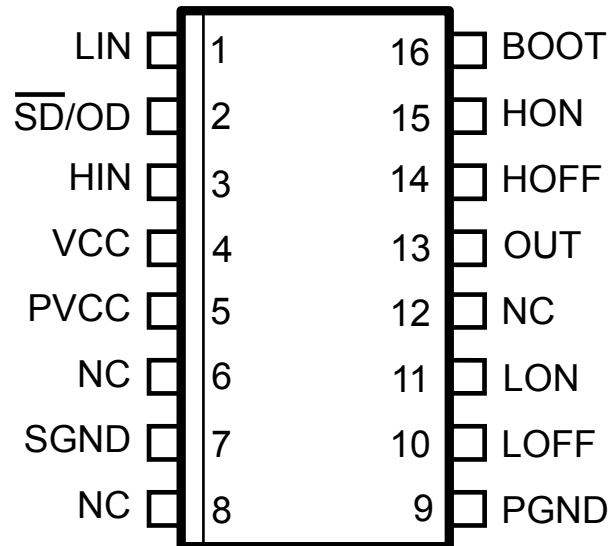 LIN 1 16 BOOT
S̅D̅/OD 2 15 HON
HIN 3 14 HOFF
VCC 4 13 OUT
PVCC 5 12 NC
NC 6 11 LON
SGND 7 10 LOFF
NC 8 9 PGND